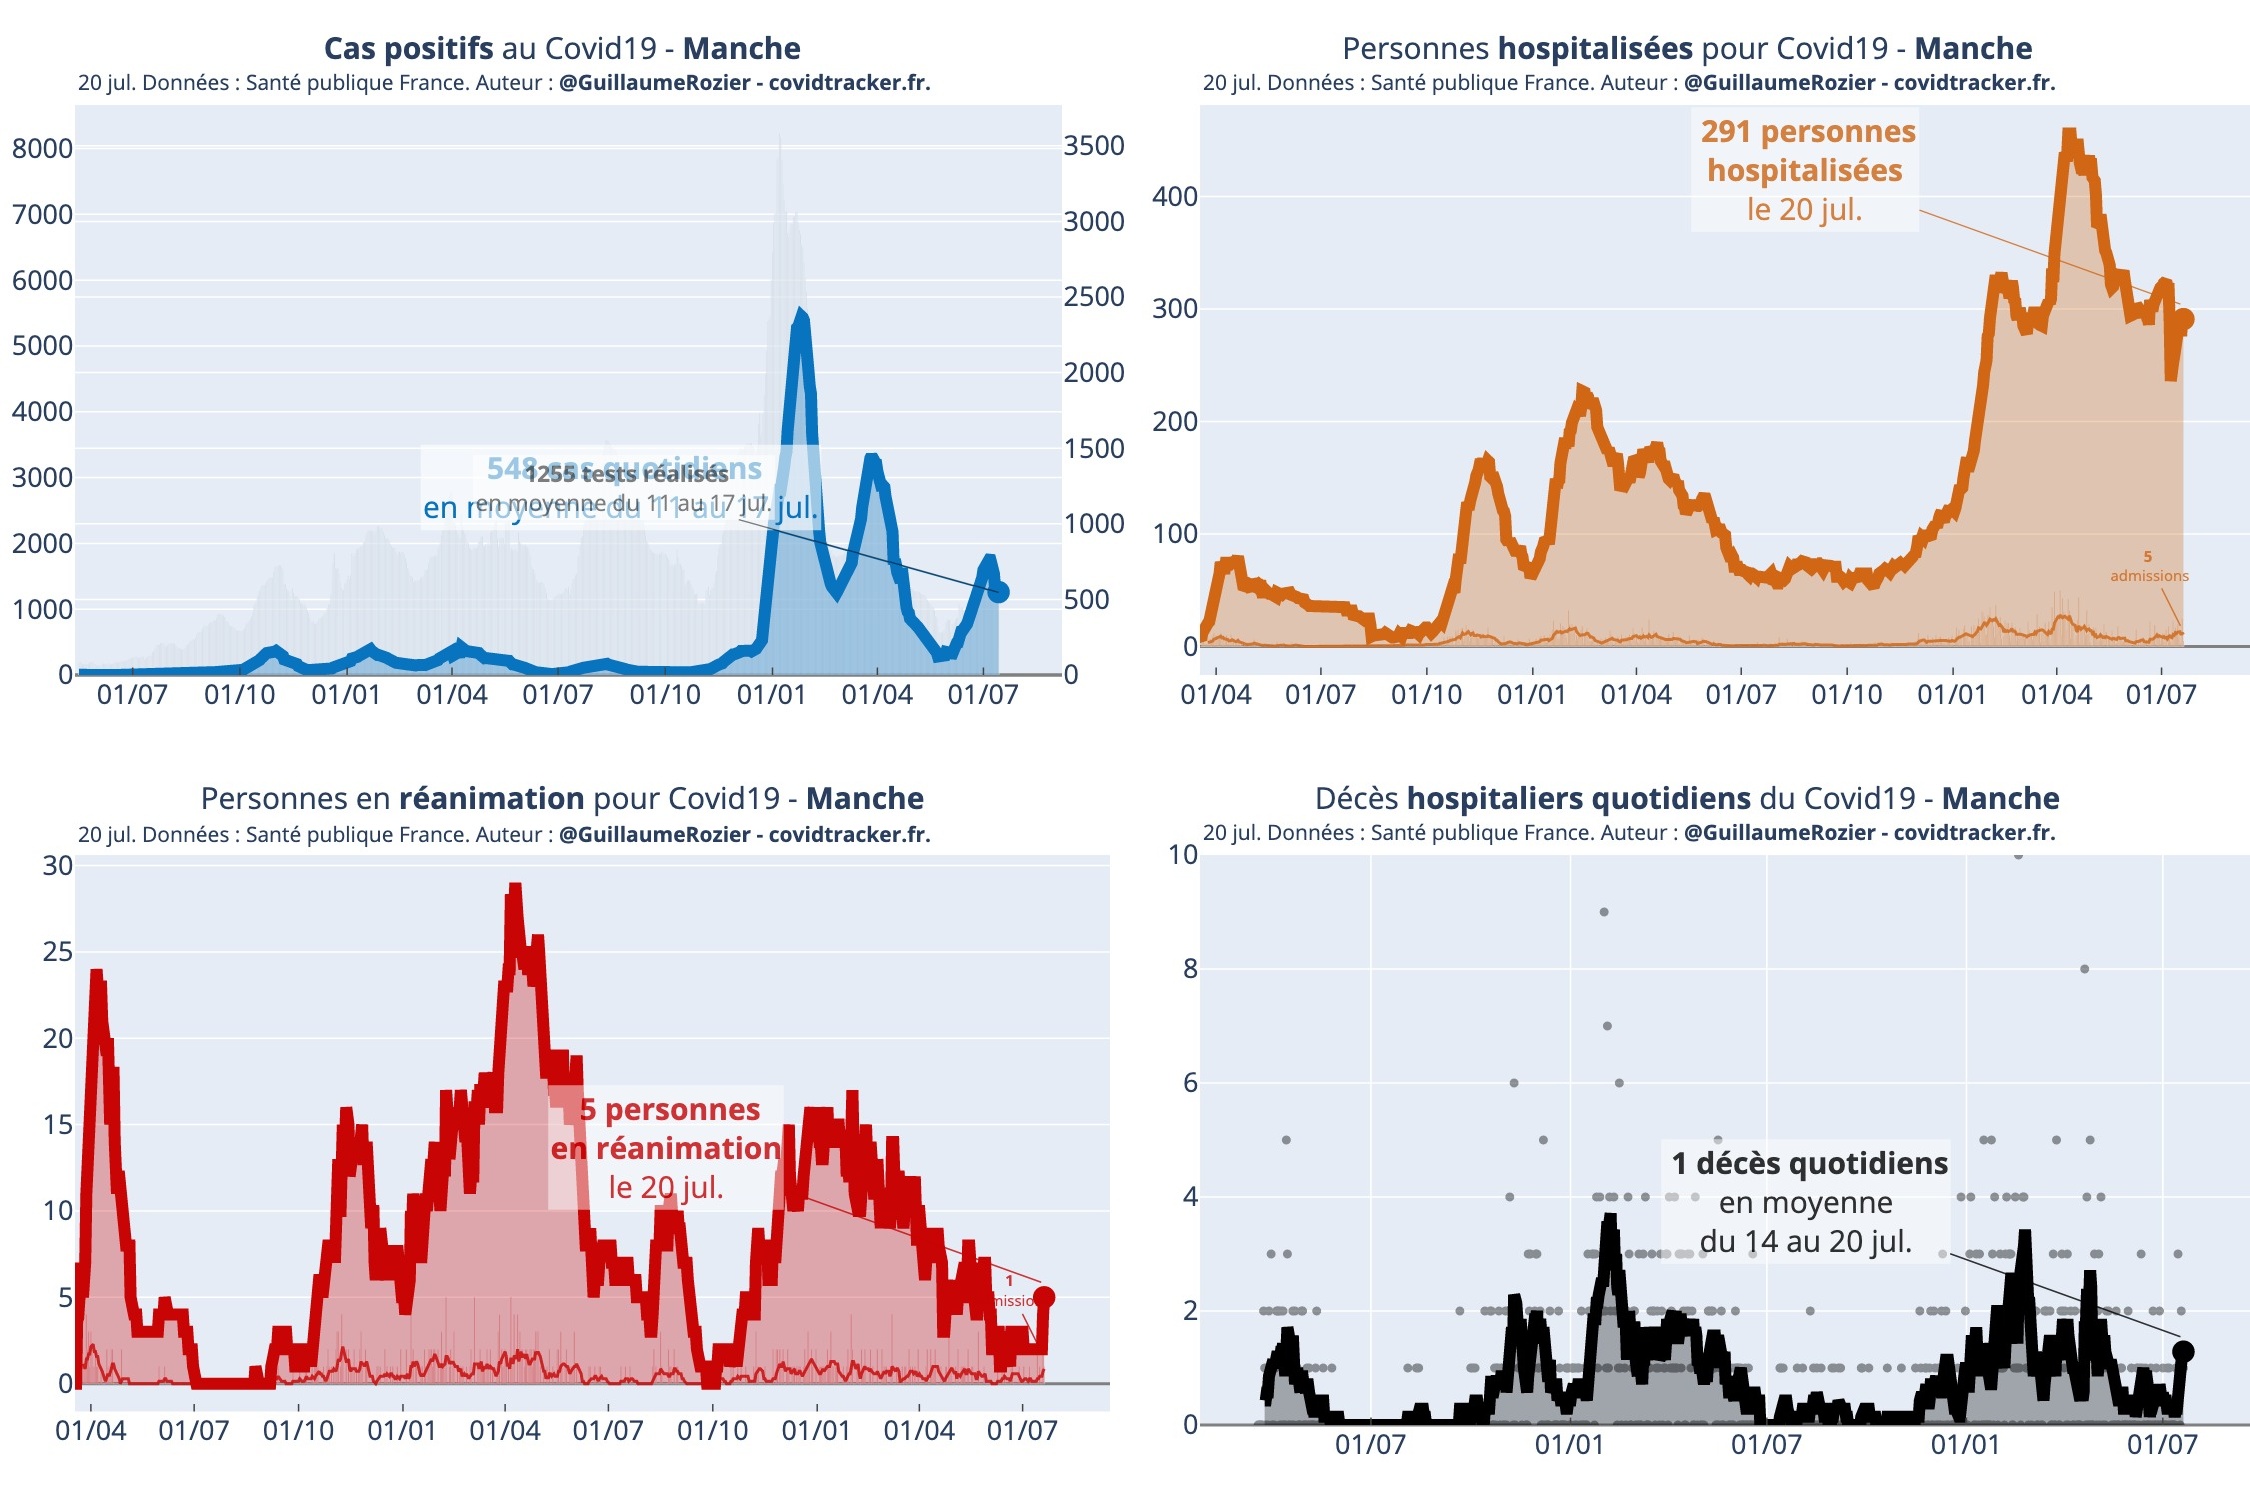 Cas positifs au Covid19 - Manche
20 jul. Données : Santé publique France. Auteur : @GuillaumeRozier - covidtracker.fr.
8000
7000
6000
5000
4000
3000
2000
1000
0
3500
3000
2500
2000
1500
1000
500
0
548 cas quotidiens
en moyenne du 11 au 17 jul.
1255 tests réalisés
en moyenne du 11 au 17 jul.
01/07 01/10 01/01 01/04 01/07 01/10 01/01 01/04 01/07
Personnes hospitalisées pour Covid19 - Manche
20 jul. Données : Santé publique France. Auteur : @GuillaumeRozier - covidtracker.fr.
400
300
200
100
0
291 personnes
hospitalisées
le 20 jul.
5
admissions
01/04 01/07 01/10 01/01 01/04 01/07 01/10 01/01 01/04 01/07
Personnes en réanimation pour Covid19 - Manche
20 jul. Données : Santé publique France. Auteur : @GuillaumeRozier - covidtracker.fr.
30
25
20
15
10
5
0
5 personnes
en réanimation
le 20 jul.
1
01/04 01/07 01/10 01/01 01/04 01/07 01/10 01/01 01/04 01/07
Décès hospitaliers quotidiens du Covid19 - Manche
20 jul. Données : Santé publique France. Auteur : @GuillaumeRozier - covidtracker.fr.
10
8
6
4
2
0
1 décès quotidiens
en moyenne
du 14 au 20 jul.
01/07 01/01 01/07 01/01 01/07